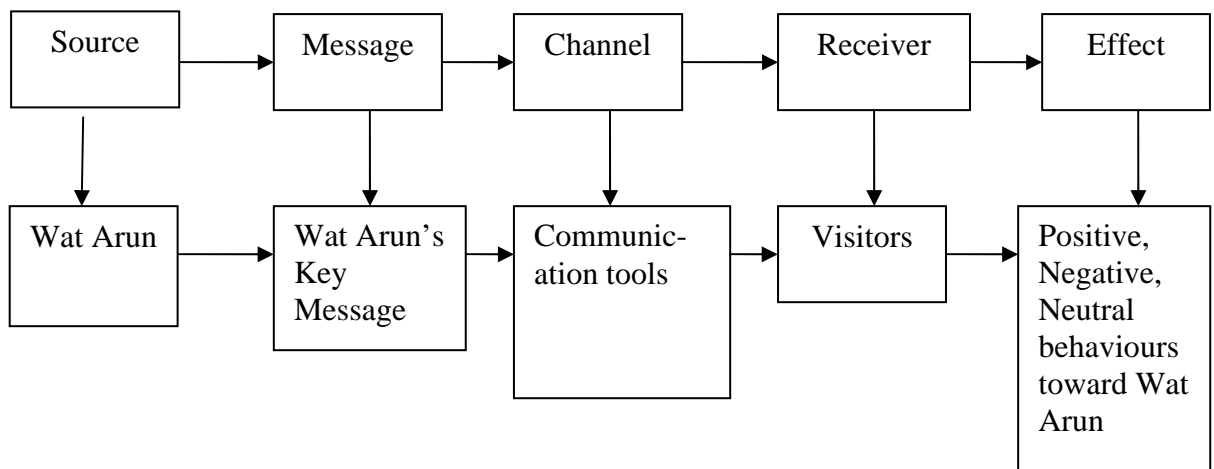 Source
Message
Channel
Receiver
Effect
Wat Arun
Wat Arun's
Key
Message
Communic-
ation tools
Visitors
Positive,
Negative,
Neutral
behaviours
toward Wat
Arun